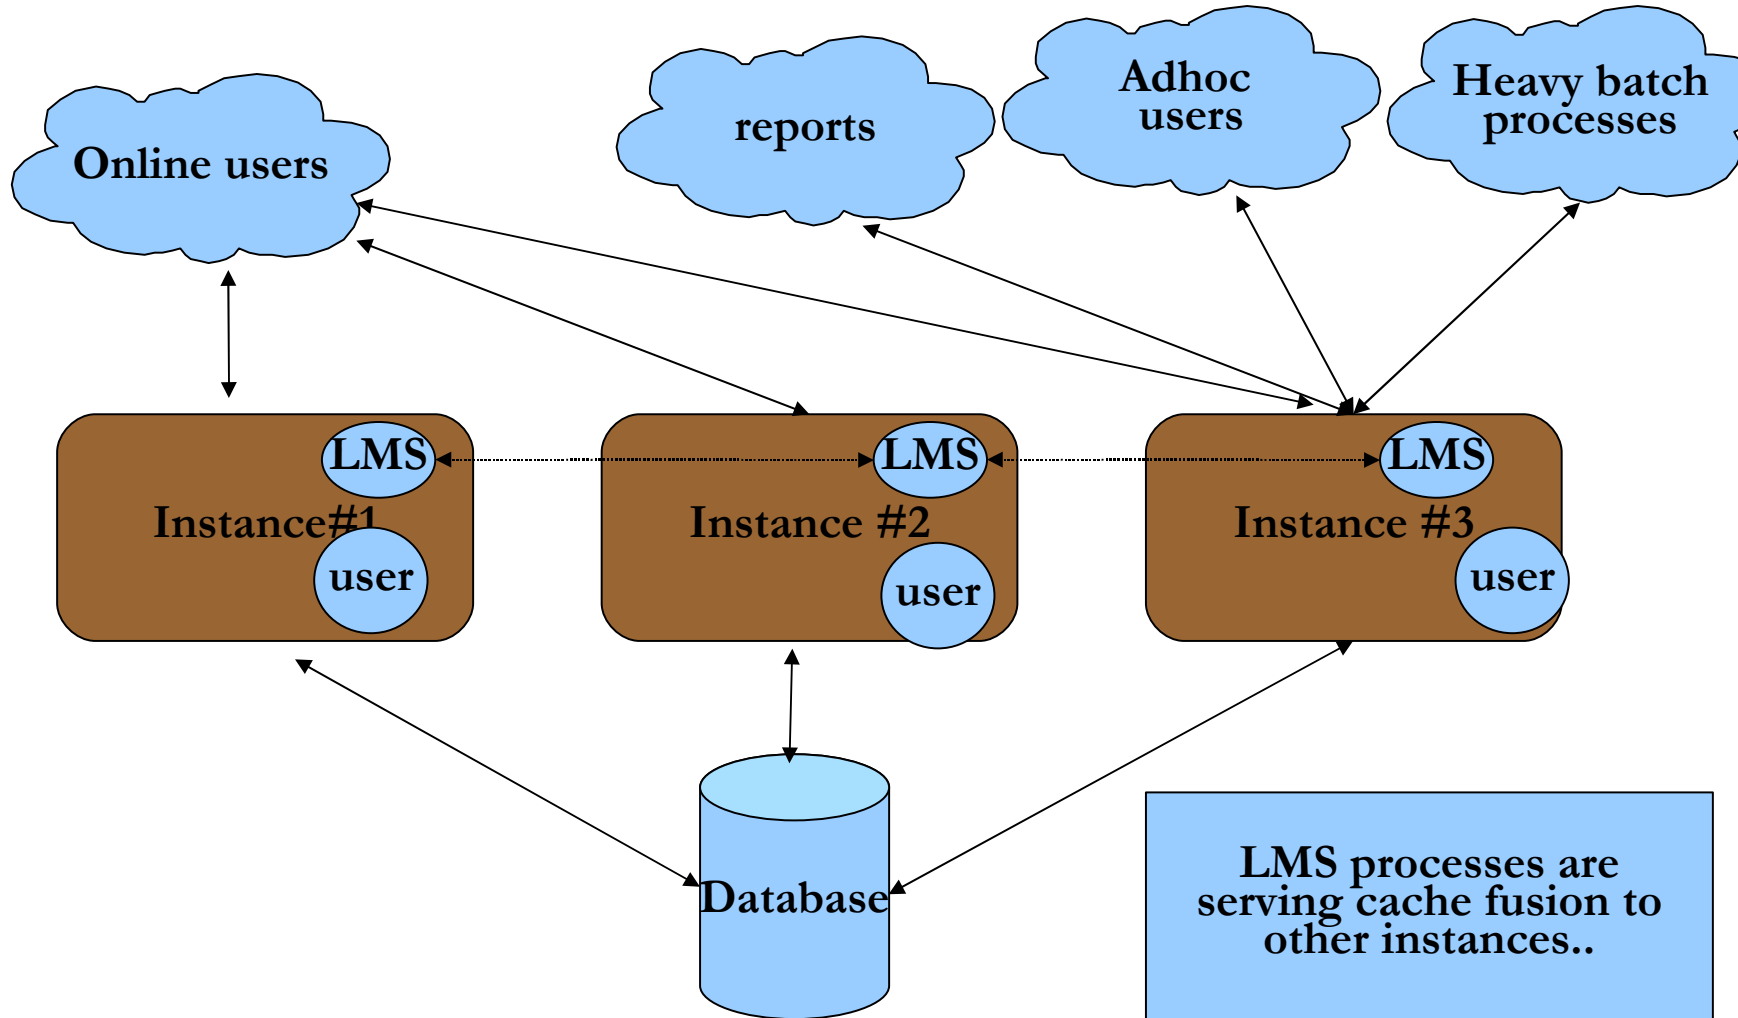 Online users
reports
Adhoc
users
Heavy batch
processes
LMS
LMS
LMS
Instance#1
Instance #2
Instance #3
user
user
user
Database
LMS processes are
serving cache fusion to
other instances..